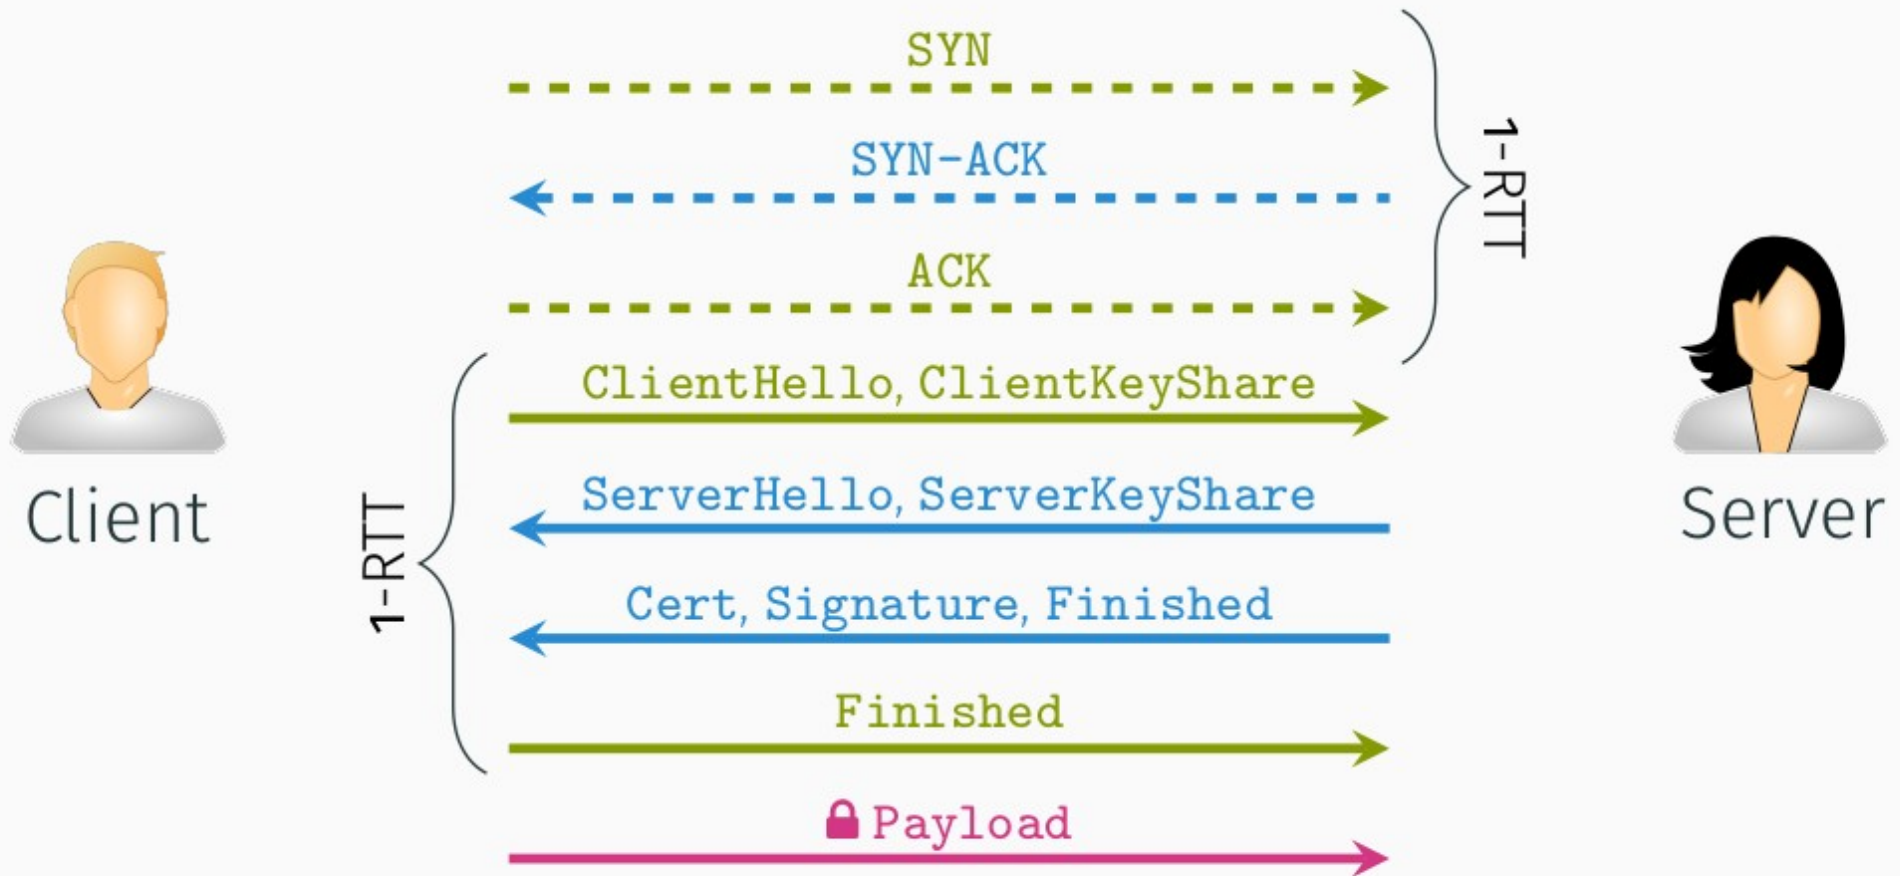 SYN
SYN-ACK
1-RTT
ACK
ClientHello, ClientKeyShare
ServerHello, ServerKeyShare
Client
Server
1-RTT
Cert, Signature, Finished
Finished
Payload